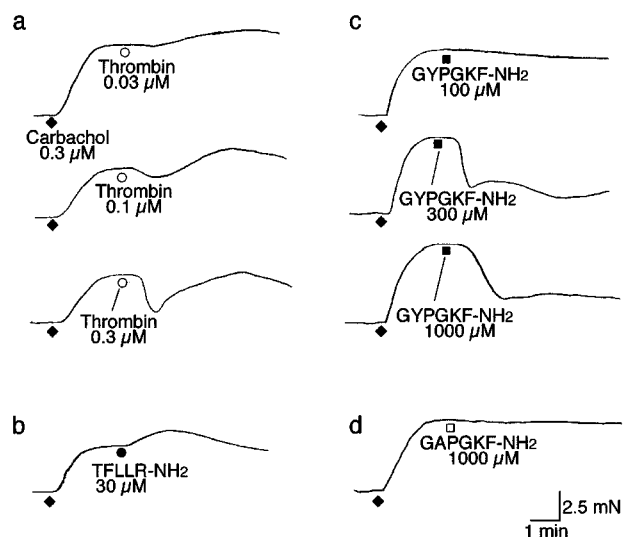 a
Thrombin
0.03 µM
Carbachol
0.3 µM
Thrombin
0.1 µM
Thrombin
0.3 µM
b
TFLLR-NH2
30 µM
c
GYPGKF-NH2
100 µM
GYPGKF-NH2
300 µM
GYPGKF-NH2
1000 µM
d
GAPGKF-NH2
1000 µM
2.5 mN
1 min